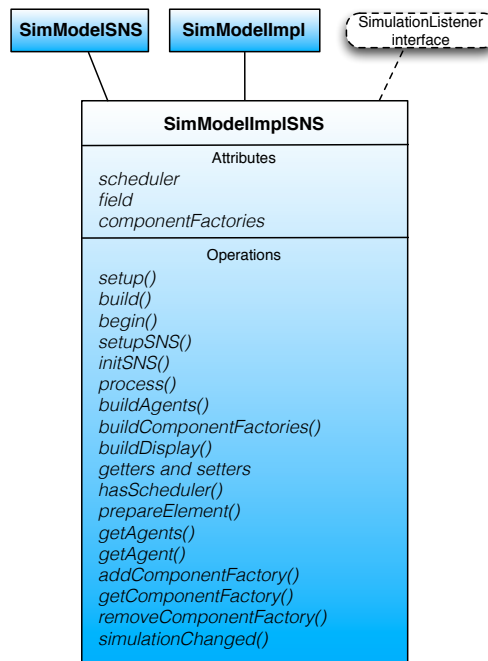 SimModelSNS
SimModelImpl
SimulationListener
interface
SimModelImplSNS
Attributes
scheduler
field
componentFactories
Operations
setup()
build()
begin()
setupSNS()
initSNS()
process()
buildAgents()
buildComponentFactories()
buildDisplay()
getters and setters
hasScheduler()
prepareElement()
getAgents()
getAgent()
addComponentFactory()
getComponentFactory()
removeComponentFactory()
simulationChanged()